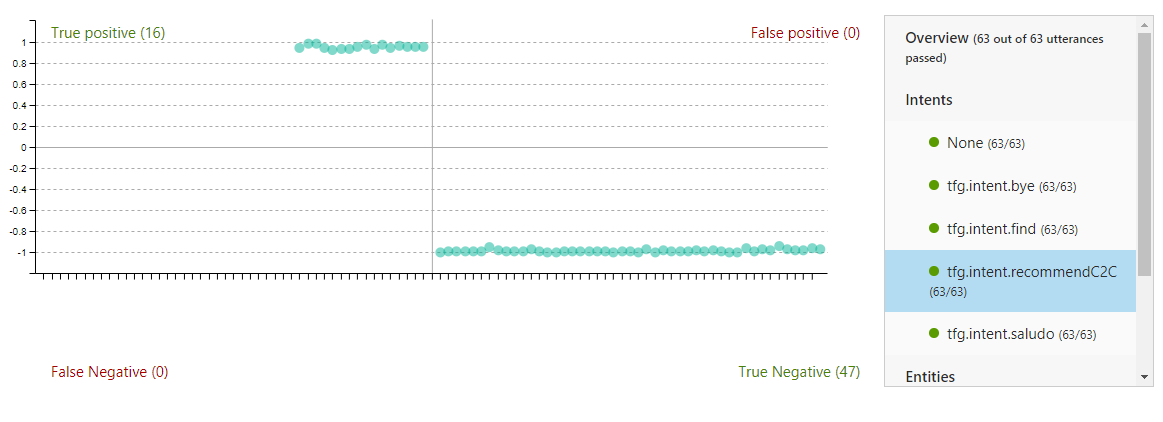 True positive (16)
False positive (0)
1
0.8
0.6
0.4
0.2
0
-0.2
-0.4
-0.6
-0.8
-1
False Negative (0)
True Negative (47)
Overview (63 out of 63 utterances
passed)
Intents
None (63/63)
tfg.intent.bye (63/63)
tfg.intent.find (63/63)
tfg.intent.recommendC2C
(63/63)
tfg.intent.saludo (63/63)
Entities